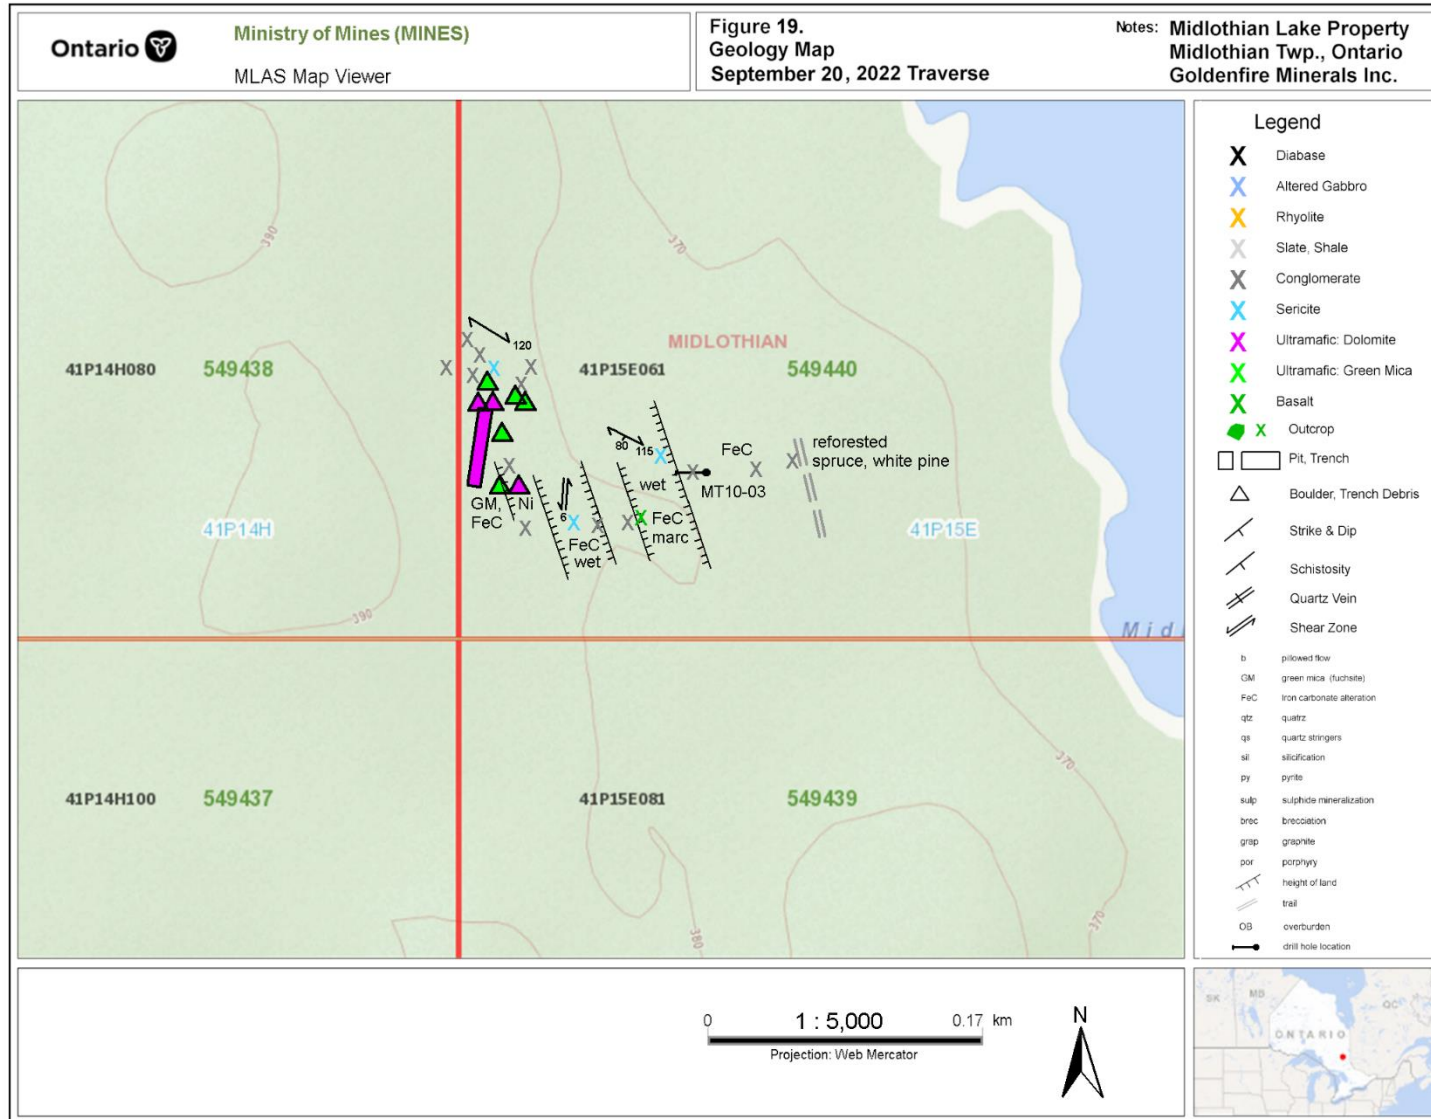 Ontario
Ministry of Mines (MINES)
MLAS Map Viewer
Figure 19.
Geology Map
September 20, 2022 Traverse
Notes: Midlothian Lake Property
Midlothian Twp., Ontario
Goldenfire Minerals Inc.
390
370
120
MIDLOTHIAN
41P14H080 549438
41P15E061 549440
80 115
FeC
reforested
spruce, white pine
wet
MT10-03
GM, Ni
FeC
6
FeC
wet
FeC
marc
41P14H
41P15E
390
Midl
370
41P14H100 549437
41P15E081 549439
380
370
Legend
Diabase
Altered Gabbro
Rhyolite
Slate, Shale
Conglomerate
Sericite
Ultramafic: Dolomite
Ultramafic: Green Mica
Basalt
Outcrop
Pit, Trench
Boulder, Trench Debris
Strike & Dip
Schistosity
Quartz Vein
Shear Zone
b pillowed flow
GM green mica (fuchsite)
FeC Iron carbonate alteration
qtz quatrz
qs quartz stringers
sil silicification
py pyrite
sulp sulphide mineralization
brec brecciation
grap graphite
por porphyry
height of land
trail
OB overburden
drill hole location
0 1 : 5,000 0.17 km
Projection: Web Mercator
N
SK MB ONTARIO QC